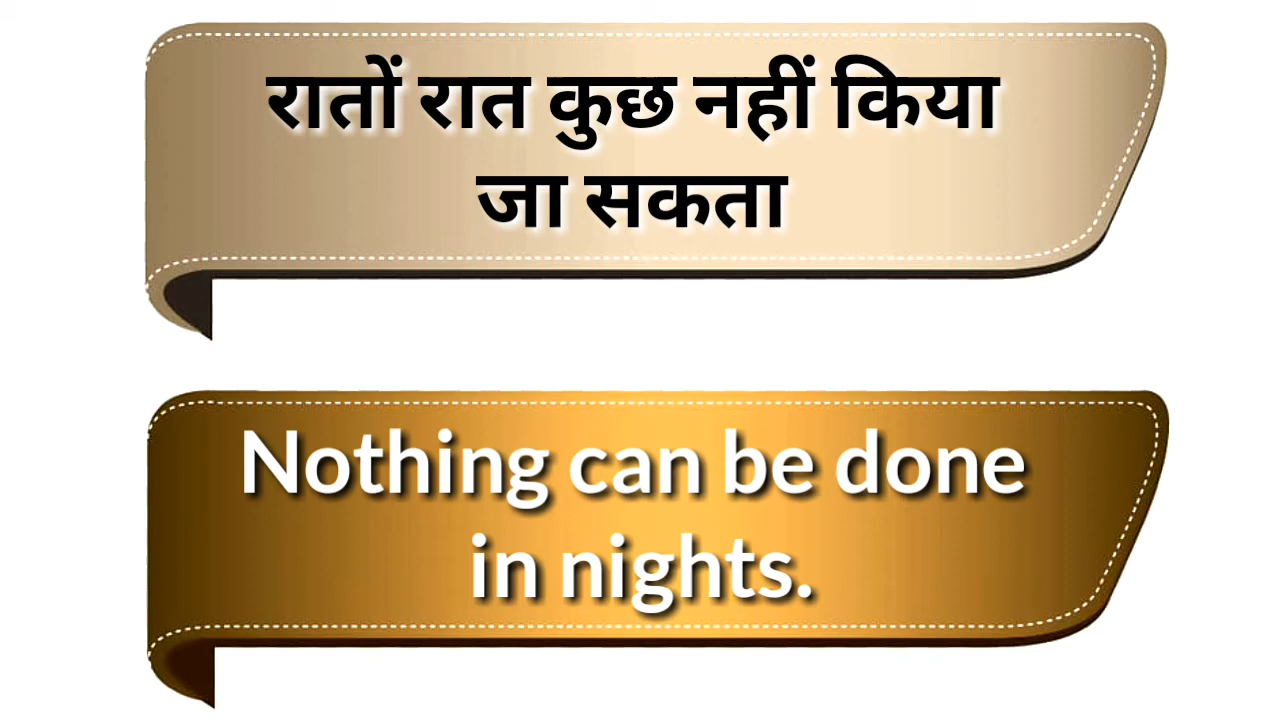 रातों रात कुछ नहीं किया
जा सकता
Nothing can be done
in nights.